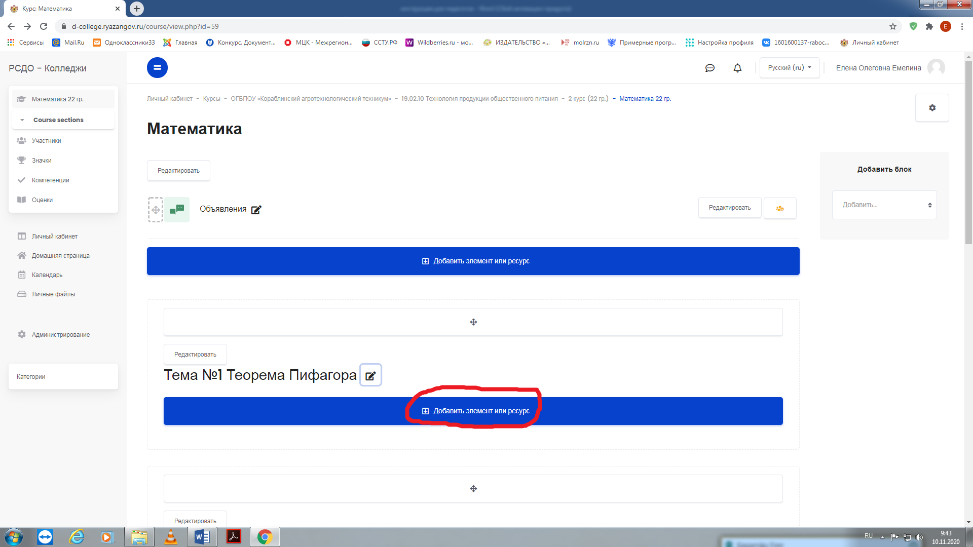 Курс: Математика
d-college.ryazangov.ru/course/view.php?id=59
E
Сервисы
Mail.Ru
Одноклассники33
Главная
Конкурс Документ...
МЦК - Межрегион...
ССТУ.РФ
Wildberries.ru - мо...
ИЗДАТЕЛЬСТВО «...
molrzn.ru
Примерные прогр...
Настройка профиля
1601600137-raboc...
Личный кабинет
РСДО – Колледжи
Русский (ru)
Елена Олеговна Емелина
Математика 22 гр.
Course sections
Участники
Значки
Компетенции
Оценки
Личный кабинет
Домашняя страница
Календарь
Личные файлы
Администрирование
Категории
Личный кабинет – Курсы – ОГБПОУ «Кораблинский агротехнологический техникум» – 19.02.10 Технология продукции общественного питания – 2 курс (22 гр.) – Математика 22 гр.
Математика
Редактировать
Объявления
Редактировать
Добавить элемент или ресурс
Редактировать
Тема №1 Теорема Пифагора
Добавить элемент или ресурс
Редактировать
Добавить блок
Добавить...
RU
9:41
10.11.2020